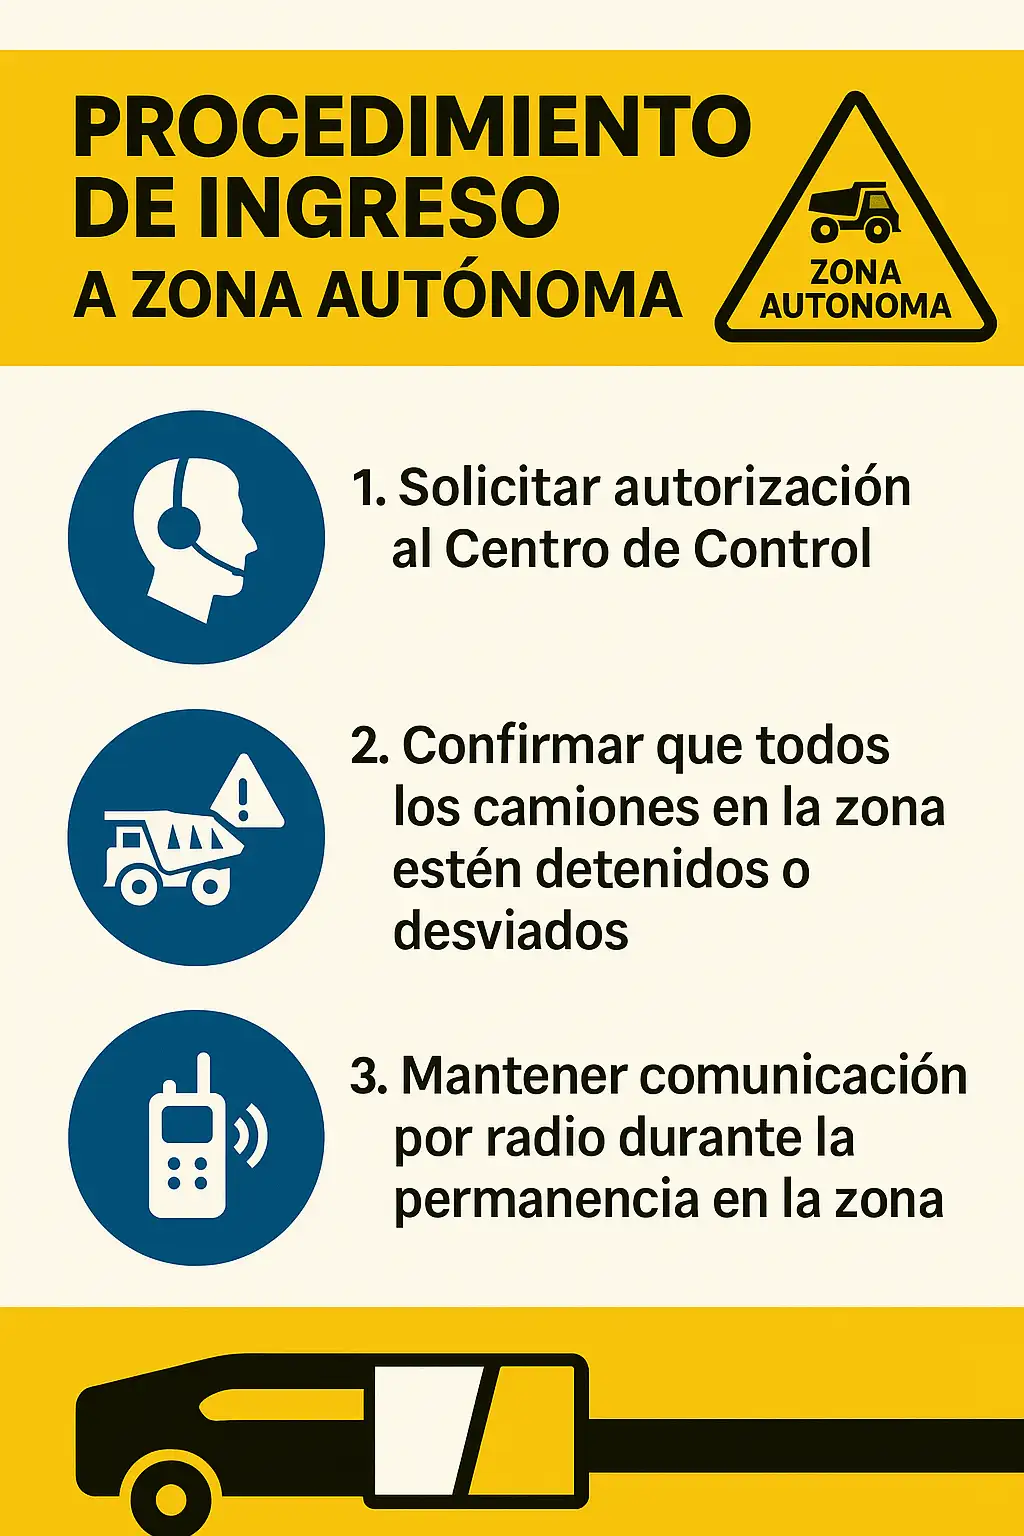 PROCEDIMIENTO
DE INGRESO
A ZONA AUTÓNOMA
ZONA
AUTONOMA
1. Solicitar autorización
al Centro de Control
2. Confirmar que todos
los camiones en la zona
estén detenidos o
desviados
3. Mantener comunicación
por radio durante la
permanencia en la zona